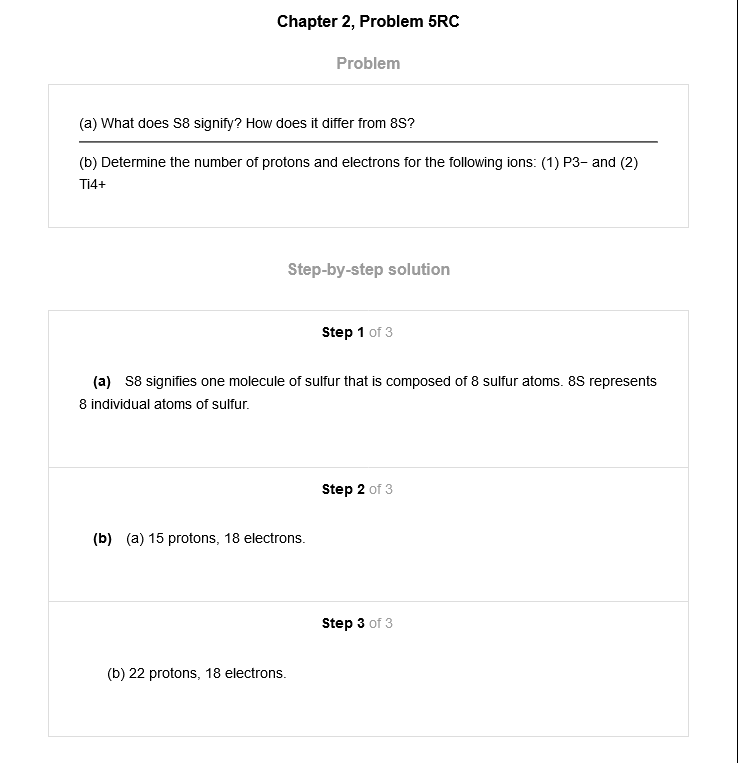 Chapter 2, Problem 5RC
Problem
(a) What does S8 signify? How does it differ from 8S?
(b) Determine the number of protons and electrons for the following ions: (1) P3− and (2)
Ti4+
Step-by-step solution
Step 1 of 3
(a) S8 signifies one molecule of sulfur that is composed of 8 sulfur atoms. 8S represents
8 individual atoms of sulfur.
Step 2 of 3
(b) (a) 15 protons, 18 electrons.
Step 3 of 3
(b) 22 protons, 18 electrons.